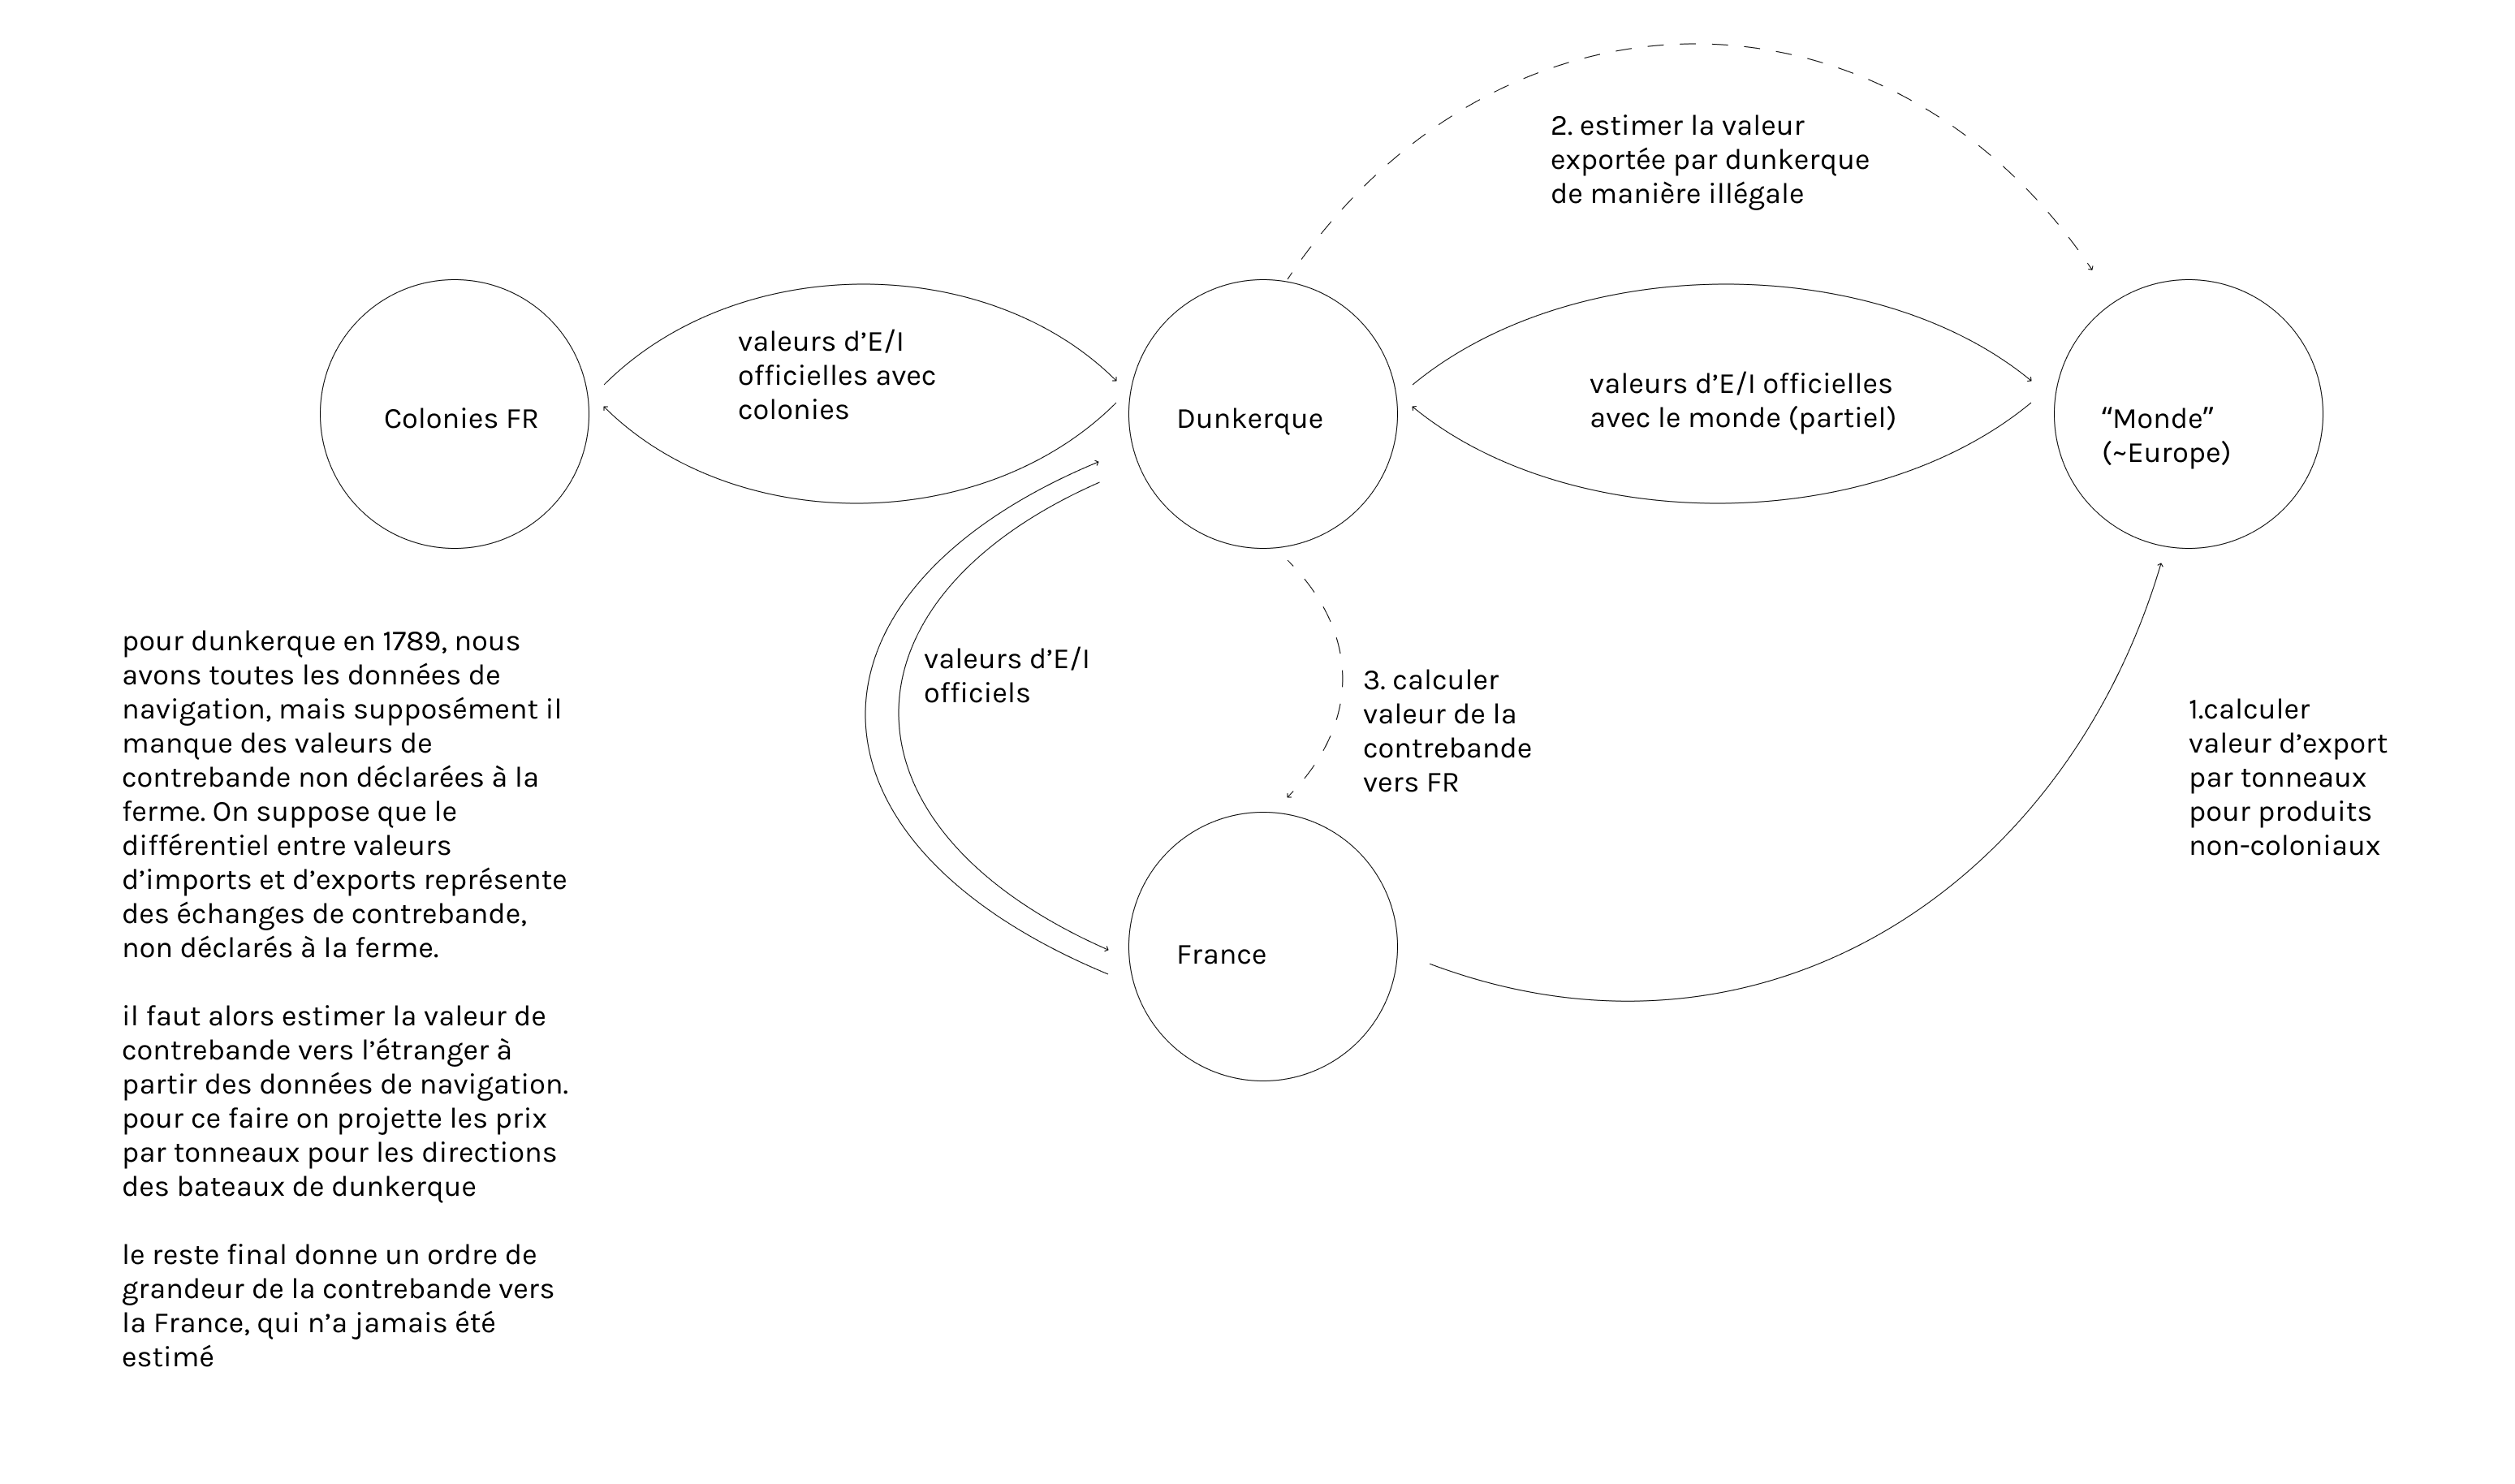 2. estimer la valeur
exportée par dunkerque
de manière illégale
valeurs d’E/I
officielles avec
colonies
valeurs d’E/I officielles
avec le monde (partiel)
Colonies FR
Dunkerque
“Monde”
(~Europe)
pour dunkerque en 1789, nous
avons toutes les données de
navigation, mais supposément il
manque des valeurs de
contrebande non déclarées à la
ferme. On suppose que le
différentiel entre valeurs
d’imports et d’exports représente
des échanges de contrebande,
non déclarés à la ferme.
il faut alors estimer la valeur de
contrebande vers l’étranger à
partir des données de navigation.
pour ce faire on projette les prix
par tonneaux pour les directions
des bateaux de dunkerque
le reste final donne un ordre de
grandeur de la contrebande vers
la France, qui n’a jamais été
estimé
valeurs d’E/I
officiels
3. calculer
valeur de la
contrebande
vers FR
1.calculer
valeur d’export
par tonneaux
pour produits
non-coloniaux
France